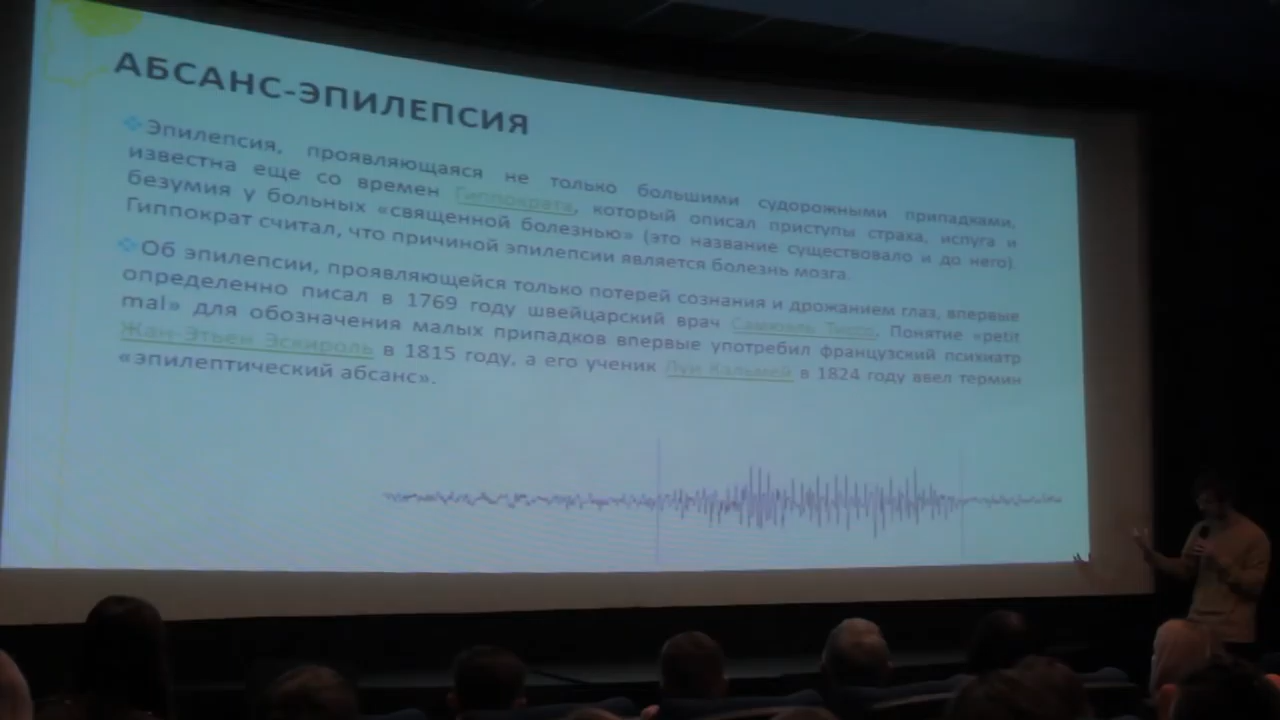 АБСАНС-ЭПИЛЕПСИЯ
Эпилепсия, проявляющаяся не только большими судорожными припадками,
известна еще со времен Гиппократа, который описал приступы страха, испуга и
безумия у больных «священной болезнью» (это название существовало и до него).
Гиппократ считал, что причиной эпилепсии является болезнь мозга.
Об эпилепсии, проявляющейся только потерей сознания и дрожанием глаз, впервые
определенно писал в 1769 году швейцарский врач Самюэль Тиссо. Понятие «petit
mal» для обозначения малых припадков впервые употребил французский психиатр
Жан-Этьен Эскироль в 1815 году, а его ученик Луи Кальмей в 1824 году ввел термин
«эпилептический абсанс».